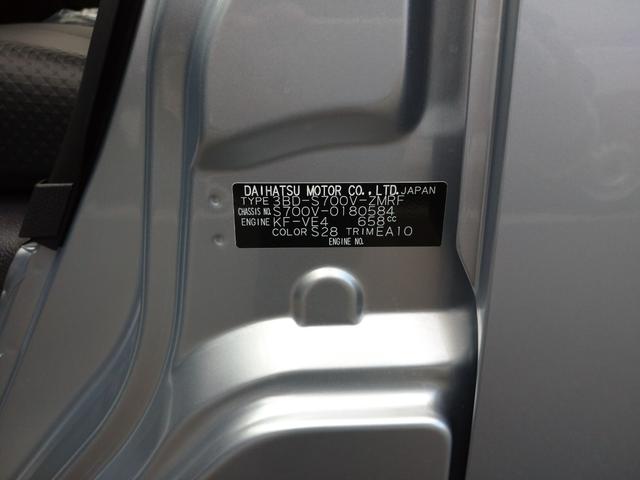 DAIHATSU MOTOR CO., LTD. JAPAN
TYPE 3BD-S700V-ZMRF
CHASSIS NO. S700V-0180584
ENGINE KF-VE4 658cc
COLOR S28 TRIM EA10
ENGINE NO.